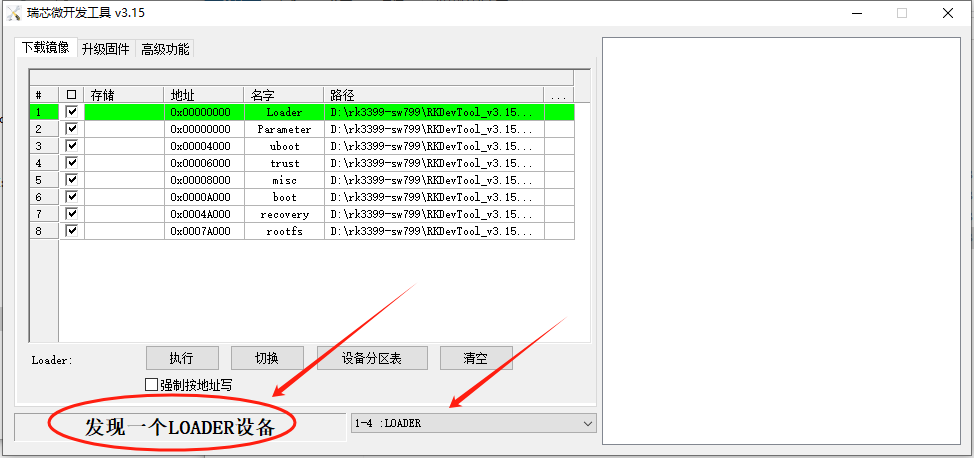 瑞芯微开发工具 v3.15
下载镜像 升级固件 高级功能
# 存储 地址 名字 路径 ...
1 0x00000000 Loader D:\rk3399-sw799\RKDevTool_v3.15...
2 0x00000000 Parameter D:\rk3399-sw799\RKDevTool_v3.15...
3 0x00004000 uboot D:\rk3399-sw799\RKDevTool_v3.15...
4 0x00006000 trust D:\rk3399-sw799\RKDevTool_v3.15...
5 0x00008000 misc D:\rk3399-sw799\RKDevTool_v3.15...
6 0x0000A000 boot D:\rk3399-sw799\RKDevTool_v3.15...
7 0x0004A000 recovery D:\rk3399-sw799\RKDevTool_v3.15...
8 0x0007A000 rootfs D:\rk3399-sw799\RKDevTool_v3.15...
Loader: 执行 切换 设备分区表 清空
强制按地址写
发现一个LOADER设备 1-4 :LOADER